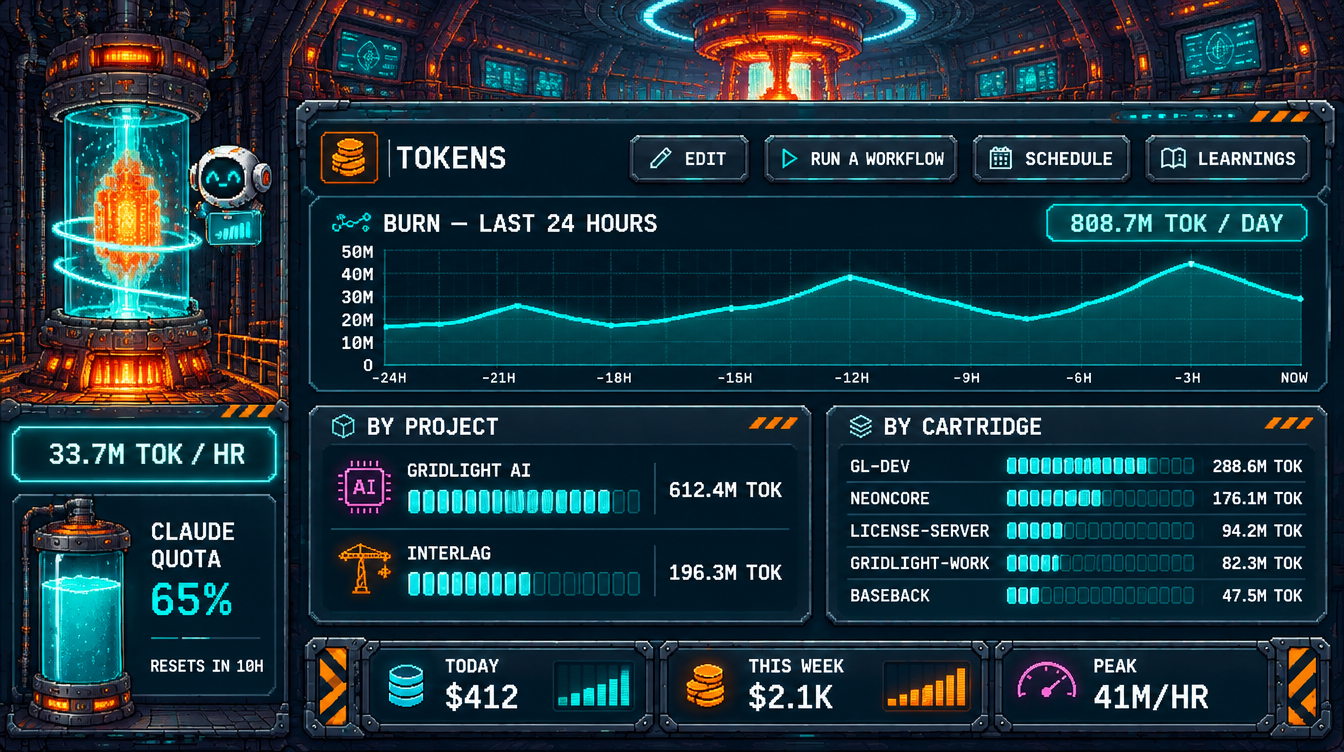 TOKENS
EDIT
RUN A WORKFLOW
SCHEDULE
LEARNINGS
BURN — LAST 24 HOURS
808.7M TOK / DAY
50M
40M
30M
20M
10M
0
-24H
-21H
-18H
-15H
-12H
-9H
-6H
-3H
NOW
33.7M TOK / HR
CLAUDE
QUOTA
65%
RESETS IN 10H
BY PROJECT
AI
GRIDLIGHT AI
612.4M TOK
INTERLAG
196.3M TOK
BY CARTRIDGE
GL-DEV 288.6M TOK
NEONCORE 176.1M TOK
LICENSE-SERVER 94.2M TOK
GRIDLIGHT-WORK 82.3M TOK
BASEBACK 47.5M TOK
TODAY
$412
THIS WEEK
$2.1K
PEAK
41M/HR